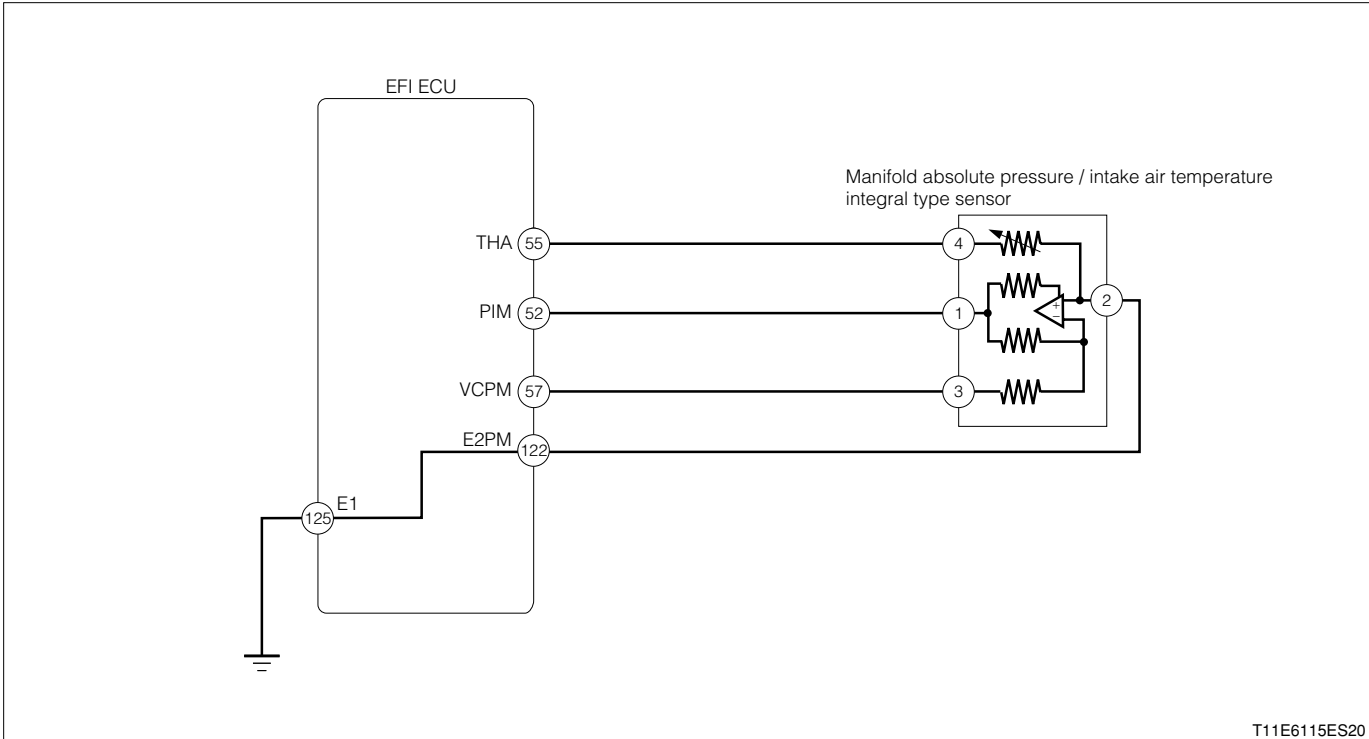 EFI ECU
Manifold absolute pressure / intake air temperature
integral type sensor
THA 55
4
PIM 52
1
2
+
−
VCPM 57
3
E2PM 122
E1
125
T11E6115ES20